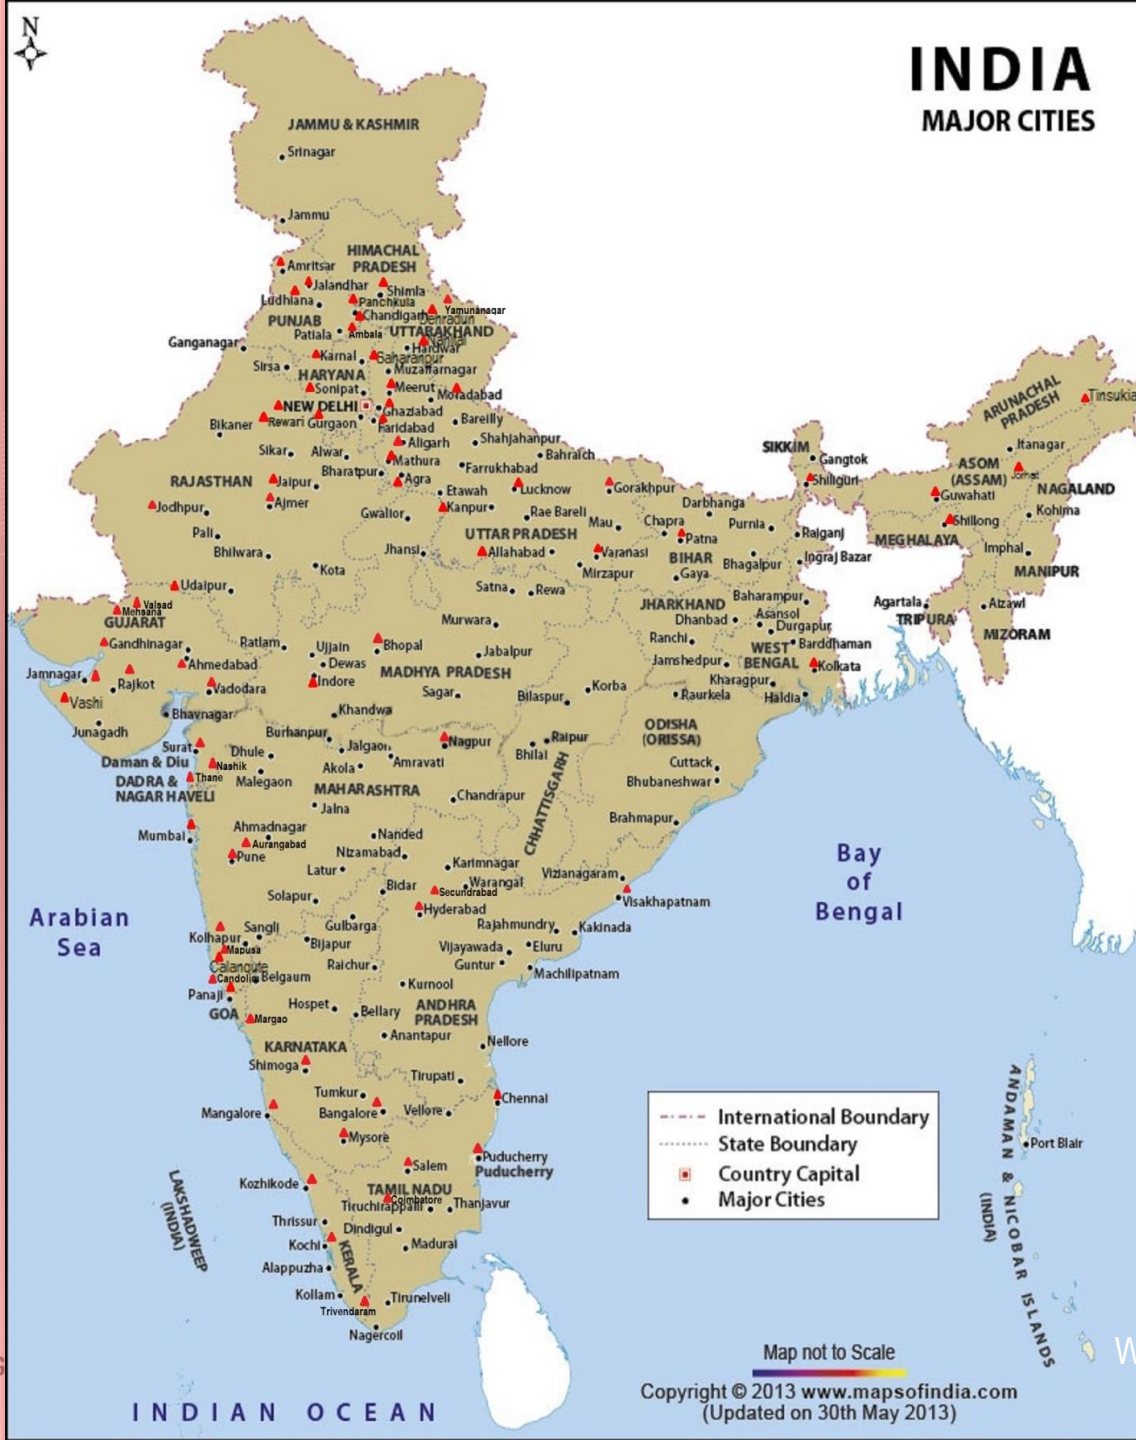 N
INDIA
MAJOR CITIES
JAMMU & KASHMIR
Srinagar
Jammu
HIMACHAL
PRADESH
Amritsar
Jalandhar
Shimla
Ludhiana
Panchkula
Yamunanagar
Chandigarh
Dehradun
PUNJAB
Patiala
Ambala
UTTARAKHAND
Nainital
Ganganagar
Hardwar
Karnal
Saharanpur
Sirsa
Muzaffarnagar
HARYANA
Sonipat
Meerut
Moradabad
NEW DELHI
Ghaziabad
Bikaner
Rewari
Gurgaon
Faridabad
Bareilly
Aligarh
Shahjahanpur
Sikar
Alwar
Mathura
Bahraich
Bharatpur
Farrukhabad
RAJASTHAN
Jaipur
Agra
Etawah
Lucknow
Gorakhpur
Jodhpur
Ajmer
Gwalior
Kanpur
Rae Bareli
Mau
Pali
UTTAR PRADESH
Bhilwara
Jhansi
Allahabad
Varanasi
Kota
Mirzapur
Udaipur
Satna
Rewa
SIKKIM
Gangtok
Shiliguri
Darbhanga
Chapra
Purnia
Patna
Raiganj
BIHAR
Bhagalpur
Ingraj Bazar
Gaya
ARUNACHAL
PRADESH
Tinsukia
Itanagar
ASOM
(ASSAM)
Jorhat
NAGALAND
Guwahati
Kohima
Shillong
MEGHALAYA
Imphal
MANIPUR
Agartala
Aizawl
TRIPURA
MIZORAM
JHARKHAND
Baharampur
Dhanbad
Asansol
Durgapur
Ranchi
WEST
BENGAL
Barddhaman
Jamshedpur
Kolkata
Kharagpur
Raurkela
Haldia
Valsad
Mehsana
GUJARAT
Gandhinagar
Ratlam
Ujjain
Bhopal
Murwara
Jabalpur
Jamnagar
Ahmedabad
Dewas
MADHYA PRADESH
Rajkot
Vadodara
Indore
Sagar
Bilaspur
Korba
Vashi
Bhavnagar
Khandwa
Junagadh
Burhanpur
Surat
Dhule
Jalgaon
Nagpur
Raipur
Bhilai
ODISHA
(ORISSA)
Daman & Diu
Nashik
Akola
Amravati
DADRA &
NAGAR HAVELI
Thane
Malegaon
MAHARASHTRA
Chandrapur
CHHATTISGARH
Cuttack
Bhubaneshwar
Jalna
Brahmapur
Mumbai
Ahmadnagar
Aurangabad
Nanded
Pune
Nizamabad
Karimnagar
Latur
Warangal
Vizianagaram
Bidar
Secundrabad
Solapur
Hyderabad
Visakhapatnam
Arabian
Sea
Bay
of
Bengal
Sangli
Kolhapur
Gulbarga
Rajahmundry
Kakinada
Mapusa
Bijapur
Vijayawada
Eluru
Calangute
Raichur
Guntur
Machilipatnam
Candolim
Belgaum
Panaji
Kurnool
GOA
Hospet
Bellary
ANDHRA
PRADESH
Margao
Anantapur
KARNATAKA
Nellore
Shimoga
Tirupati
Tumkur
Mangalore
Bangalore
Vellore
Chennai
Mysore
Puducherry
Puducherry
Salem
Kozhikode
TAMIL NADU
Coimbatore
Tiruchirappalli
Thanjavur
Thrissur
Dindigul
Kochi
KERALA
Madurai
Alappuzha
Kollam
Tirunelveli
Trivendaram
Nagercoil
LAKSHADWEEP
(INDIA)
International Boundary
State Boundary
Country Capital
Major Cities
Port Blair
ANDAMAN & NICOBAR ISLANDS
(INDIA)
W
Map not to Scale
Copyright © 2013 www.mapsofindia.com
(Updated on 30th May 2013)
INDIAN OCEAN